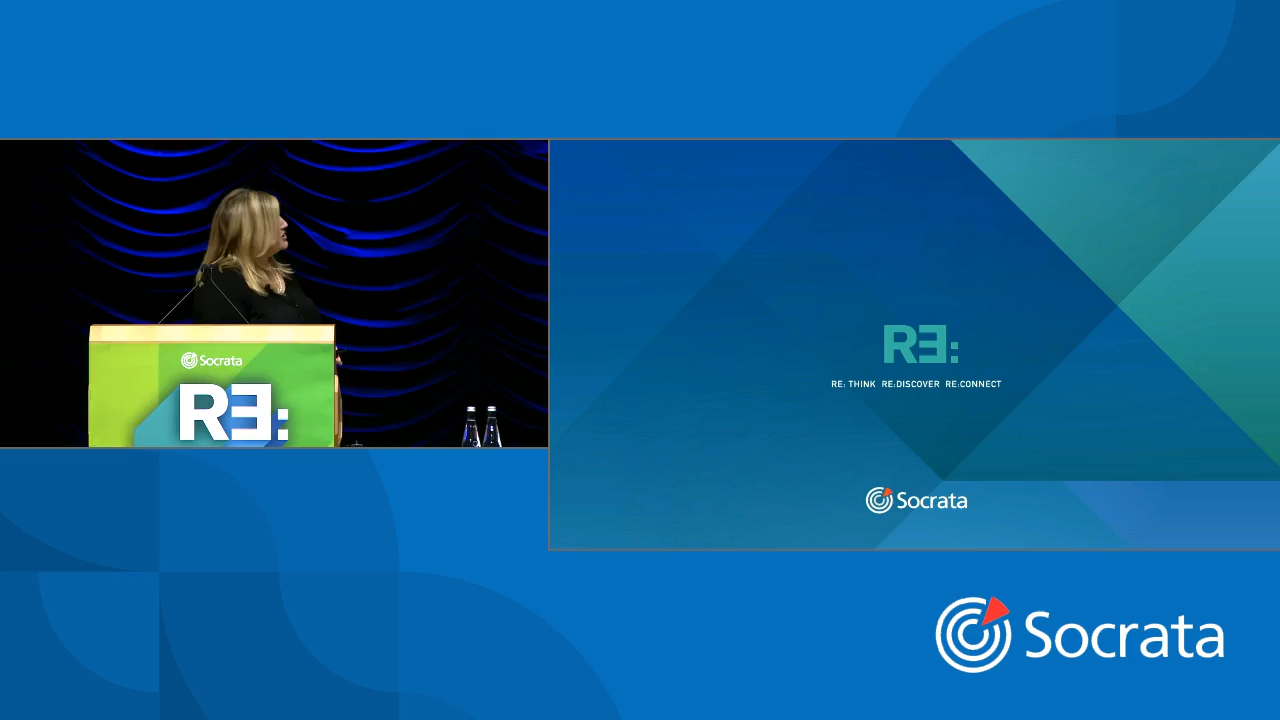 Socrata
RE:
RE:
RE: THINK RE:DISCOVER RE:CONNECT
Socrata
Socrata